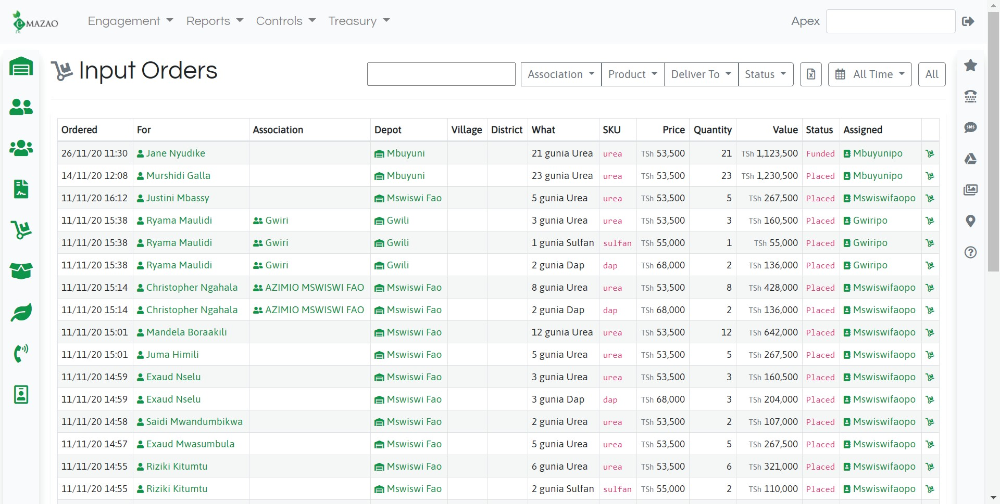 eMAZAO Engagement Reports Controls Treasury Apex
Input Orders Association Product Deliver To Status All Time All
SMS
Ordered For Association Depot Village District What SKU Price Quantity Value Status Assigned
26/11/20 11:30 Jane Nyudike Mbuyuni 21 gunia Urea urea TSh 53,500 21 TSh 1,123,500 Funded Mbuyunipo
14/11/20 12:08 Murshidi Galla Mbuyuni 23 gunia Urea urea TSh 53,500 23 TSh 1,230,500 Placed Mbuyunipo
11/11/20 16:12 Justini Mbassy Mswiswi Fao 5 gunia Urea urea TSh 53,500 5 TSh 267,500 Placed Mswiswifaopo
11/11/20 15:38 Ryama Maulidi Gwiri Gwili 3 gunia Urea urea TSh 53,500 3 TSh 160,500 Placed Gwiripo
11/11/20 15:38 Ryama Maulidi Gwiri Gwili 1 gunia Sulfan sulfan TSh 55,000 1 TSh 55,000 Placed Gwiripo
11/11/20 15:38 Ryama Maulidi Gwiri Gwili 2 gunia Dap dap TSh 68,000 2 TSh 136,000 Placed Gwiripo
11/11/20 15:14 Christopher Ngahala AZIMIO MSWISWI FAO Mswiswi Fao 8 gunia Urea urea TSh 53,500 8 TSh 428,000 Placed Mswiswifaopo
11/11/20 15:14 Christopher Ngahala AZIMIO MSWISWI FAO Mswiswi Fao 2 gunia Dap dap TSh 68,000 2 TSh 136,000 Placed Mswiswifaopo
11/11/20 15:01 Mandela Boraakili Mswiswi Fao 12 gunia Urea urea TSh 53,500 12 TSh 642,000 Placed Mswiswifaopo
11/11/20 15:01 Juma Himili Mswiswi Fao 5 gunia Urea urea TSh 53,500 5 TSh 267,500 Placed Mswiswifaopo
11/11/20 14:59 Exaud Nselu Mswiswi Fao 3 gunia Urea urea TSh 53,500 3 TSh 160,500 Placed Mswiswifaopo
11/11/20 14:59 Exaud Nselu Mswiswi Fao 3 gunia Dap dap TSh 68,000 3 TSh 204,000 Placed Mswiswifaopo
11/11/20 14:58 Saidi Mwandumbikwa Mswiswi Fao 2 gunia Urea urea TSh 53,500 2 TSh 107,000 Placed Mswiswifaopo
11/11/20 14:57 Exaud Mwasumbula Mswiswi Fao 5 gunia Urea urea TSh 53,500 5 TSh 267,500 Placed Mswiswifaopo
11/11/20 14:55 Riziki Kitumtu Mswiswi Fao 6 gunia Urea urea TSh 53,500 6 TSh 321,000 Placed Mswiswifaopo
11/11/20 14:55 Riziki Kitumtu Mswiswi Fao 2 gunia Sulfan sulfan TSh 55,000 2 TSh 110,000 Placed Mswiswifaopo